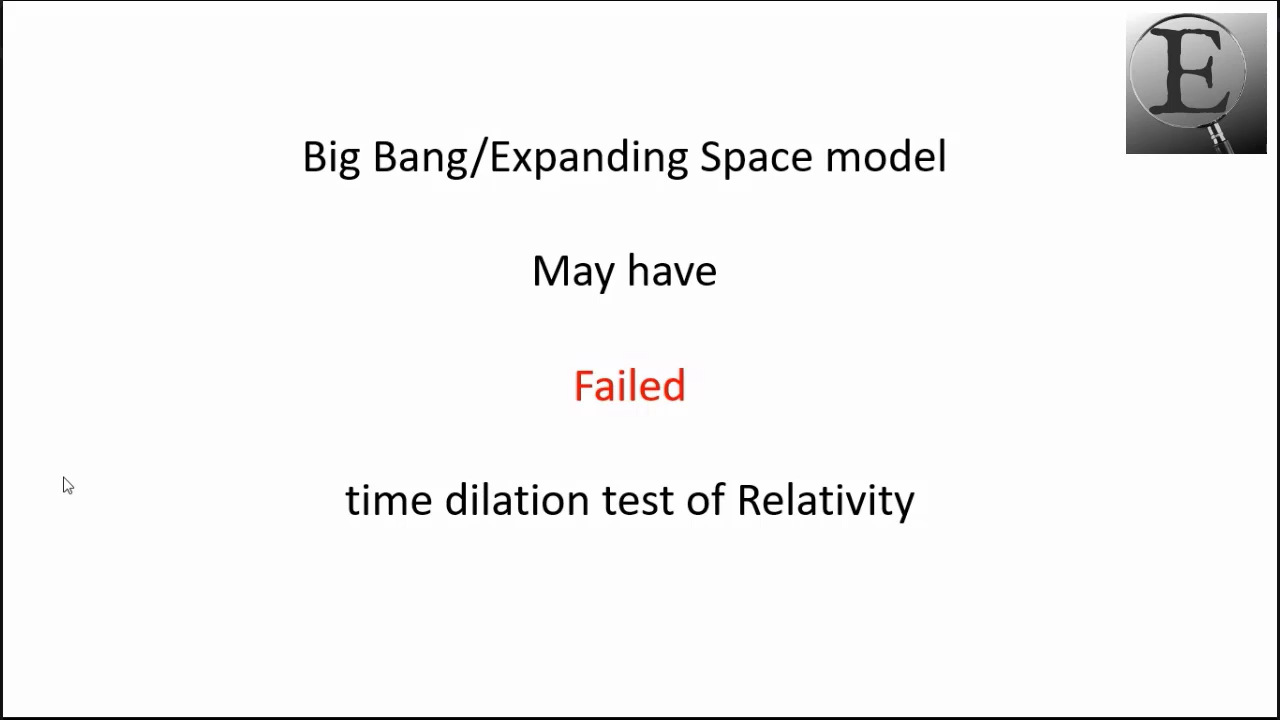 E
Big Bang/Expanding Space model
May have
Failed
time dilation test of Relativity